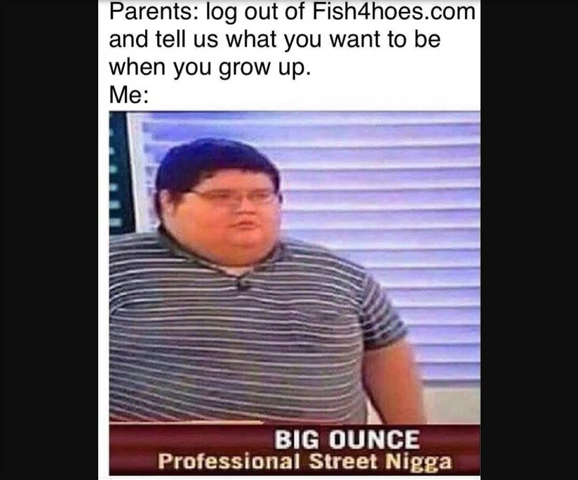 Parents: log out of Fish4hoes.com
and tell us what you want to be
when you grow up.
Me:
BIG OUNCE
Professional Street Nigga